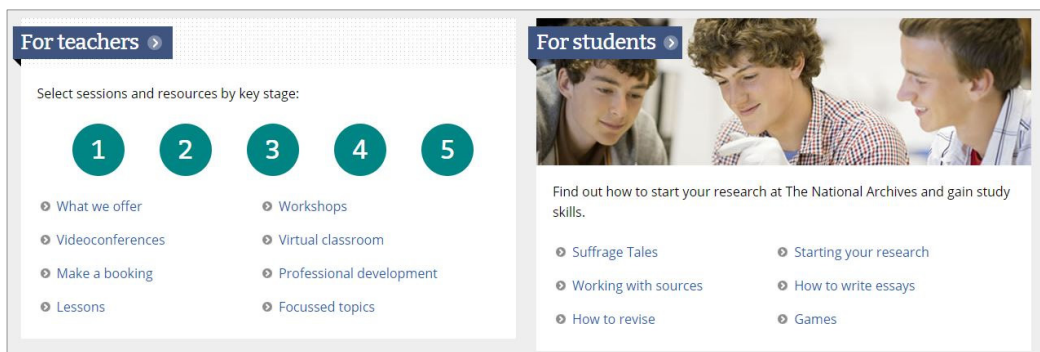 For teachers
Select sessions and resources by key stage:
1 2 3 4 5
What we offer
Workshops
Videoconferences
Virtual classroom
Make a booking
Professional development
Lessons
Focussed topics
For students
Find out how to start your research at The National Archives and gain study
skills.
Suffrage Tales
Starting your research
Working with sources
How to write essays
How to revise
Games